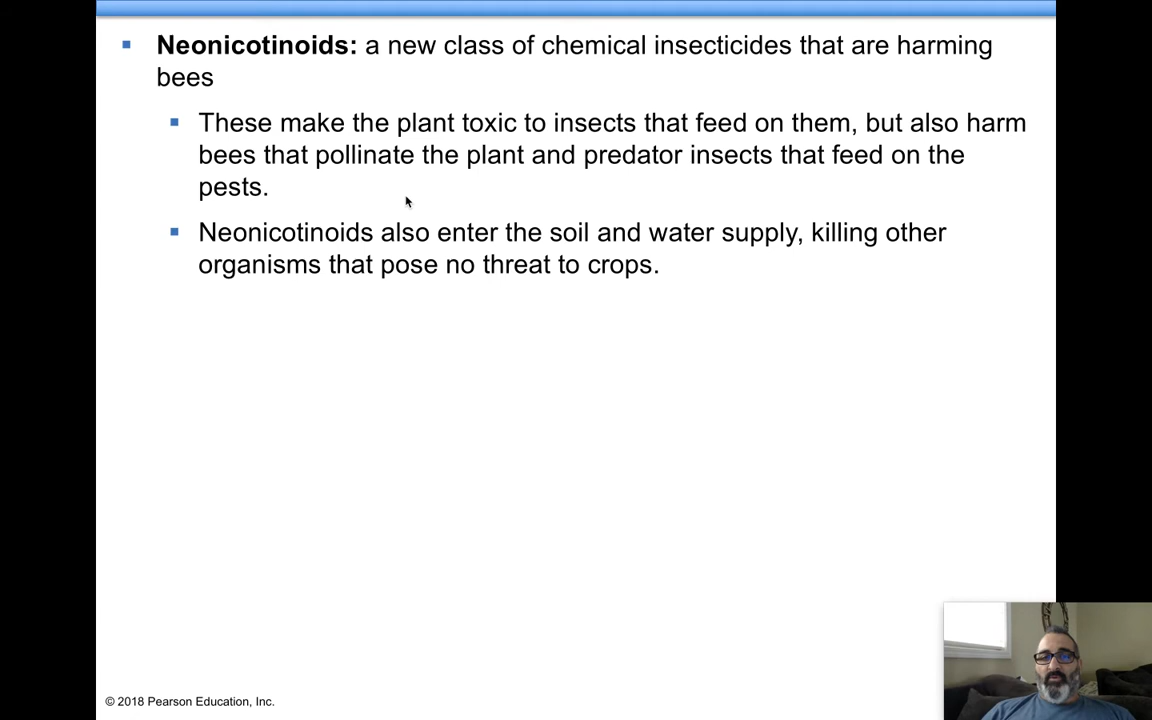 Neonicotinoids: a new class of chemical insecticides that are harming
bees
These make the plant toxic to insects that feed on them, but also harm
bees that pollinate the plant and predator insects that feed on the
pests.
Neonicotinoids also enter the soil and water supply, killing other
organisms that pose no threat to crops.
© 2018 Pearson Education, Inc.